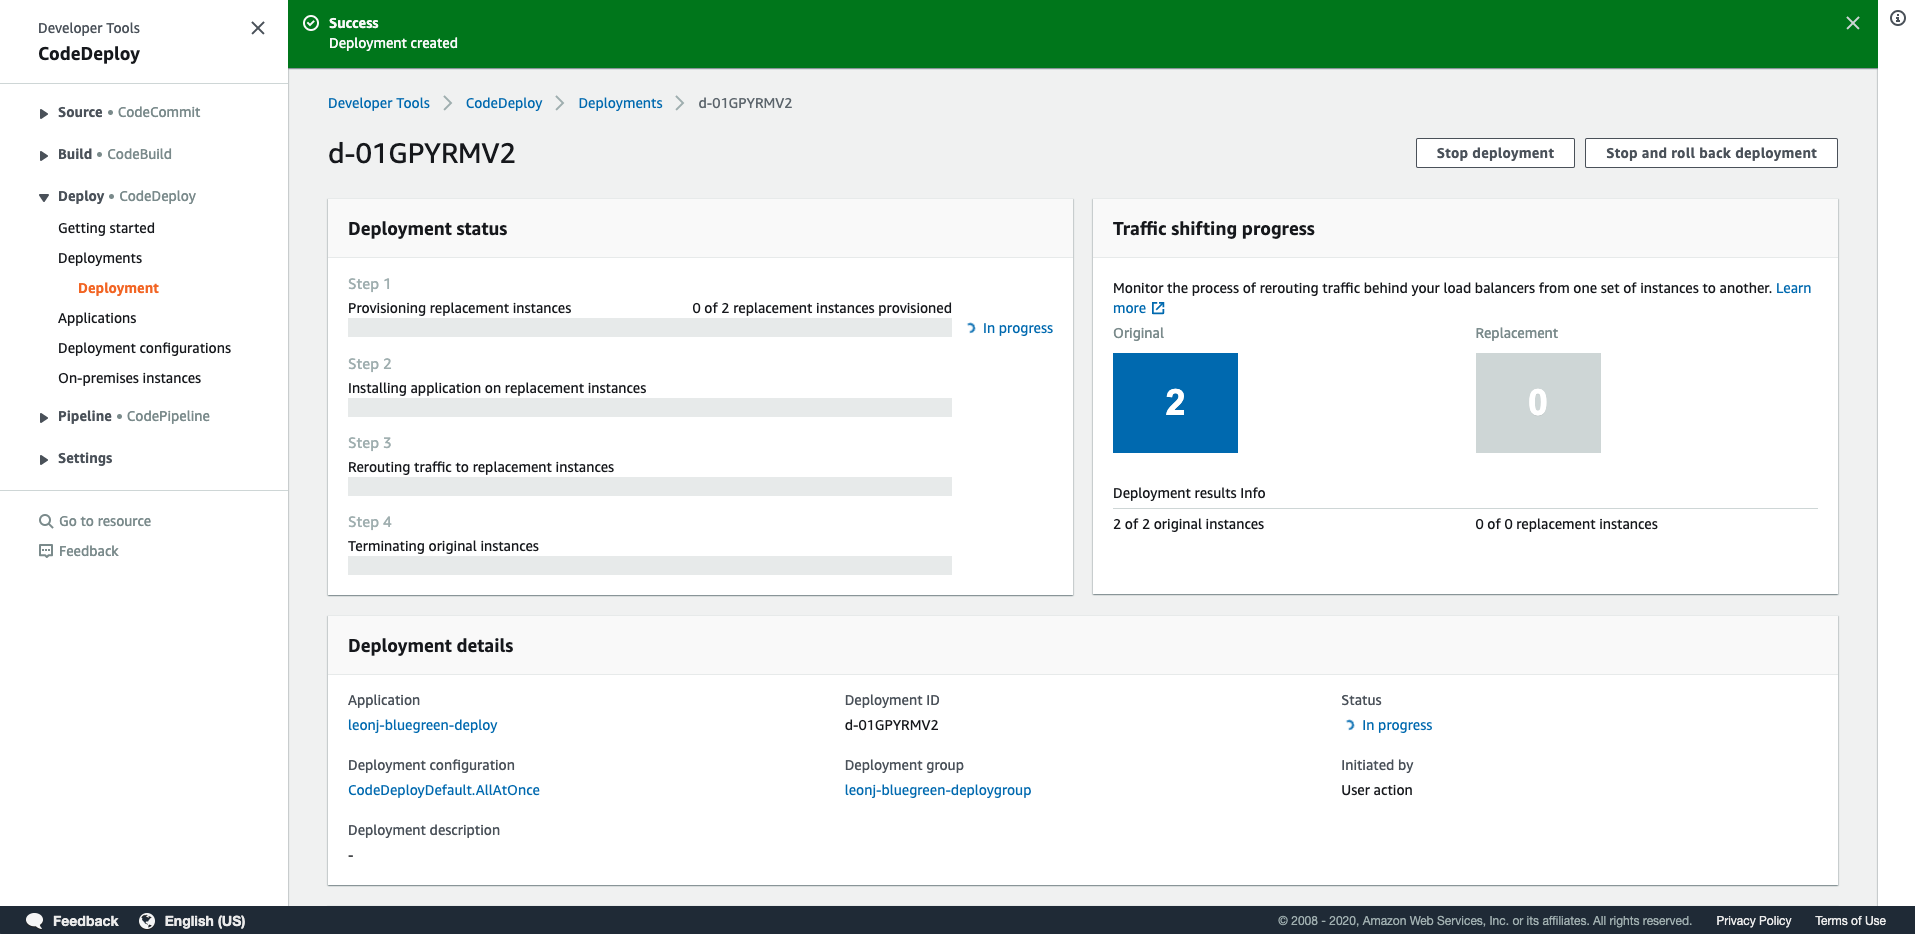 Developer Tools
CodeDeploy
Source • CodeCommit
Build • CodeBuild
Deploy • CodeDeploy
Getting started
Deployments
Deployment
Applications
Deployment configurations
On-premises instances
Pipeline • CodePipeline
Settings
Go to resource
Feedback
Success
Deployment created
Developer Tools
CodeDeploy
Deployments
d-01GPYRMV2
d-01GPYRMV2
Stop deployment
Stop and roll back deployment
Deployment status
Step 1
Provisioning replacement instances
0 of 2 replacement instances provisioned
In progress
Step 2
Installing application on replacement instances
Step 3
Rerouting traffic to replacement instances
Step 4
Terminating original instances
Traffic shifting progress
Monitor the process of rerouting traffic behind your load balancers from one set of instances to another. Learn
more
Original
Replacement
2
0
Deployment results Info
2 of 2 original instances
0 of 0 replacement instances
Deployment details
Application
leonj-bluegreen-deploy
Deployment ID
d-01GPYRMV2
Status
In progress
Deployment configuration
CodeDeployDefault.AllAtOnce
Deployment group
leonj-bluegreen-deploygroup
Initiated by
User action
Deployment description
-
Feedback
English (US)
© 2008 - 2020, Amazon Web Services, Inc. or its affiliates. All rights reserved.
Privacy Policy
Terms of Use